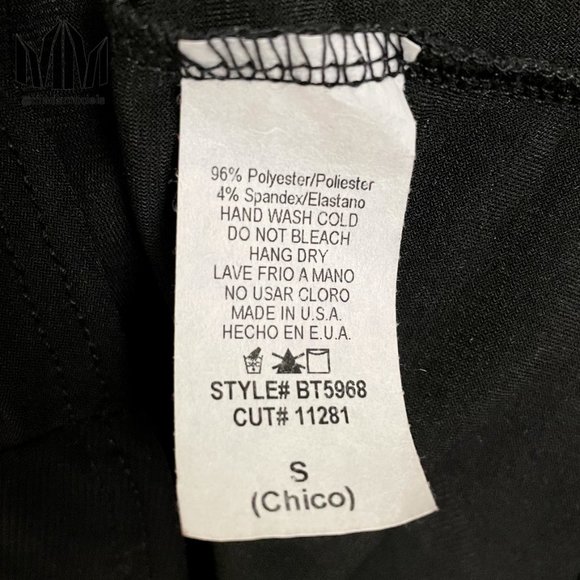 96% Polyester/Poliester
4% Spandex/Elastano
HAND WASH COLD
DO NOT BLEACH
HANG DRY
LAVE FRIO A MANO
NO USAR CLORO
MADE IN U.S.A.
HECHO EN E.U.A.
STYLE# BT5968
CUT# 11281
S
(Chico)